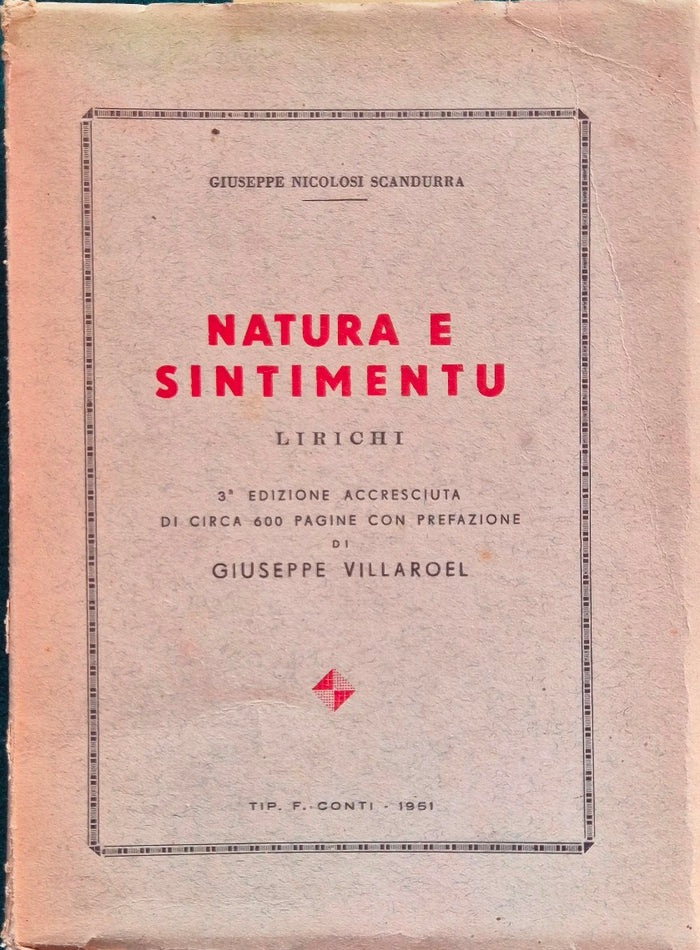 GIUSEPPE NICOLOSI SCANDURRA
NATURA E
SINTIMENTU
LIRICHI
3ª EDIZIONE ACCRESCIUTA
DI CIRCA 600 PAGINE CON PREFAZIONE
DI
GIUSEPPE VILLAROEL
TIP. F. CONTI - 1951